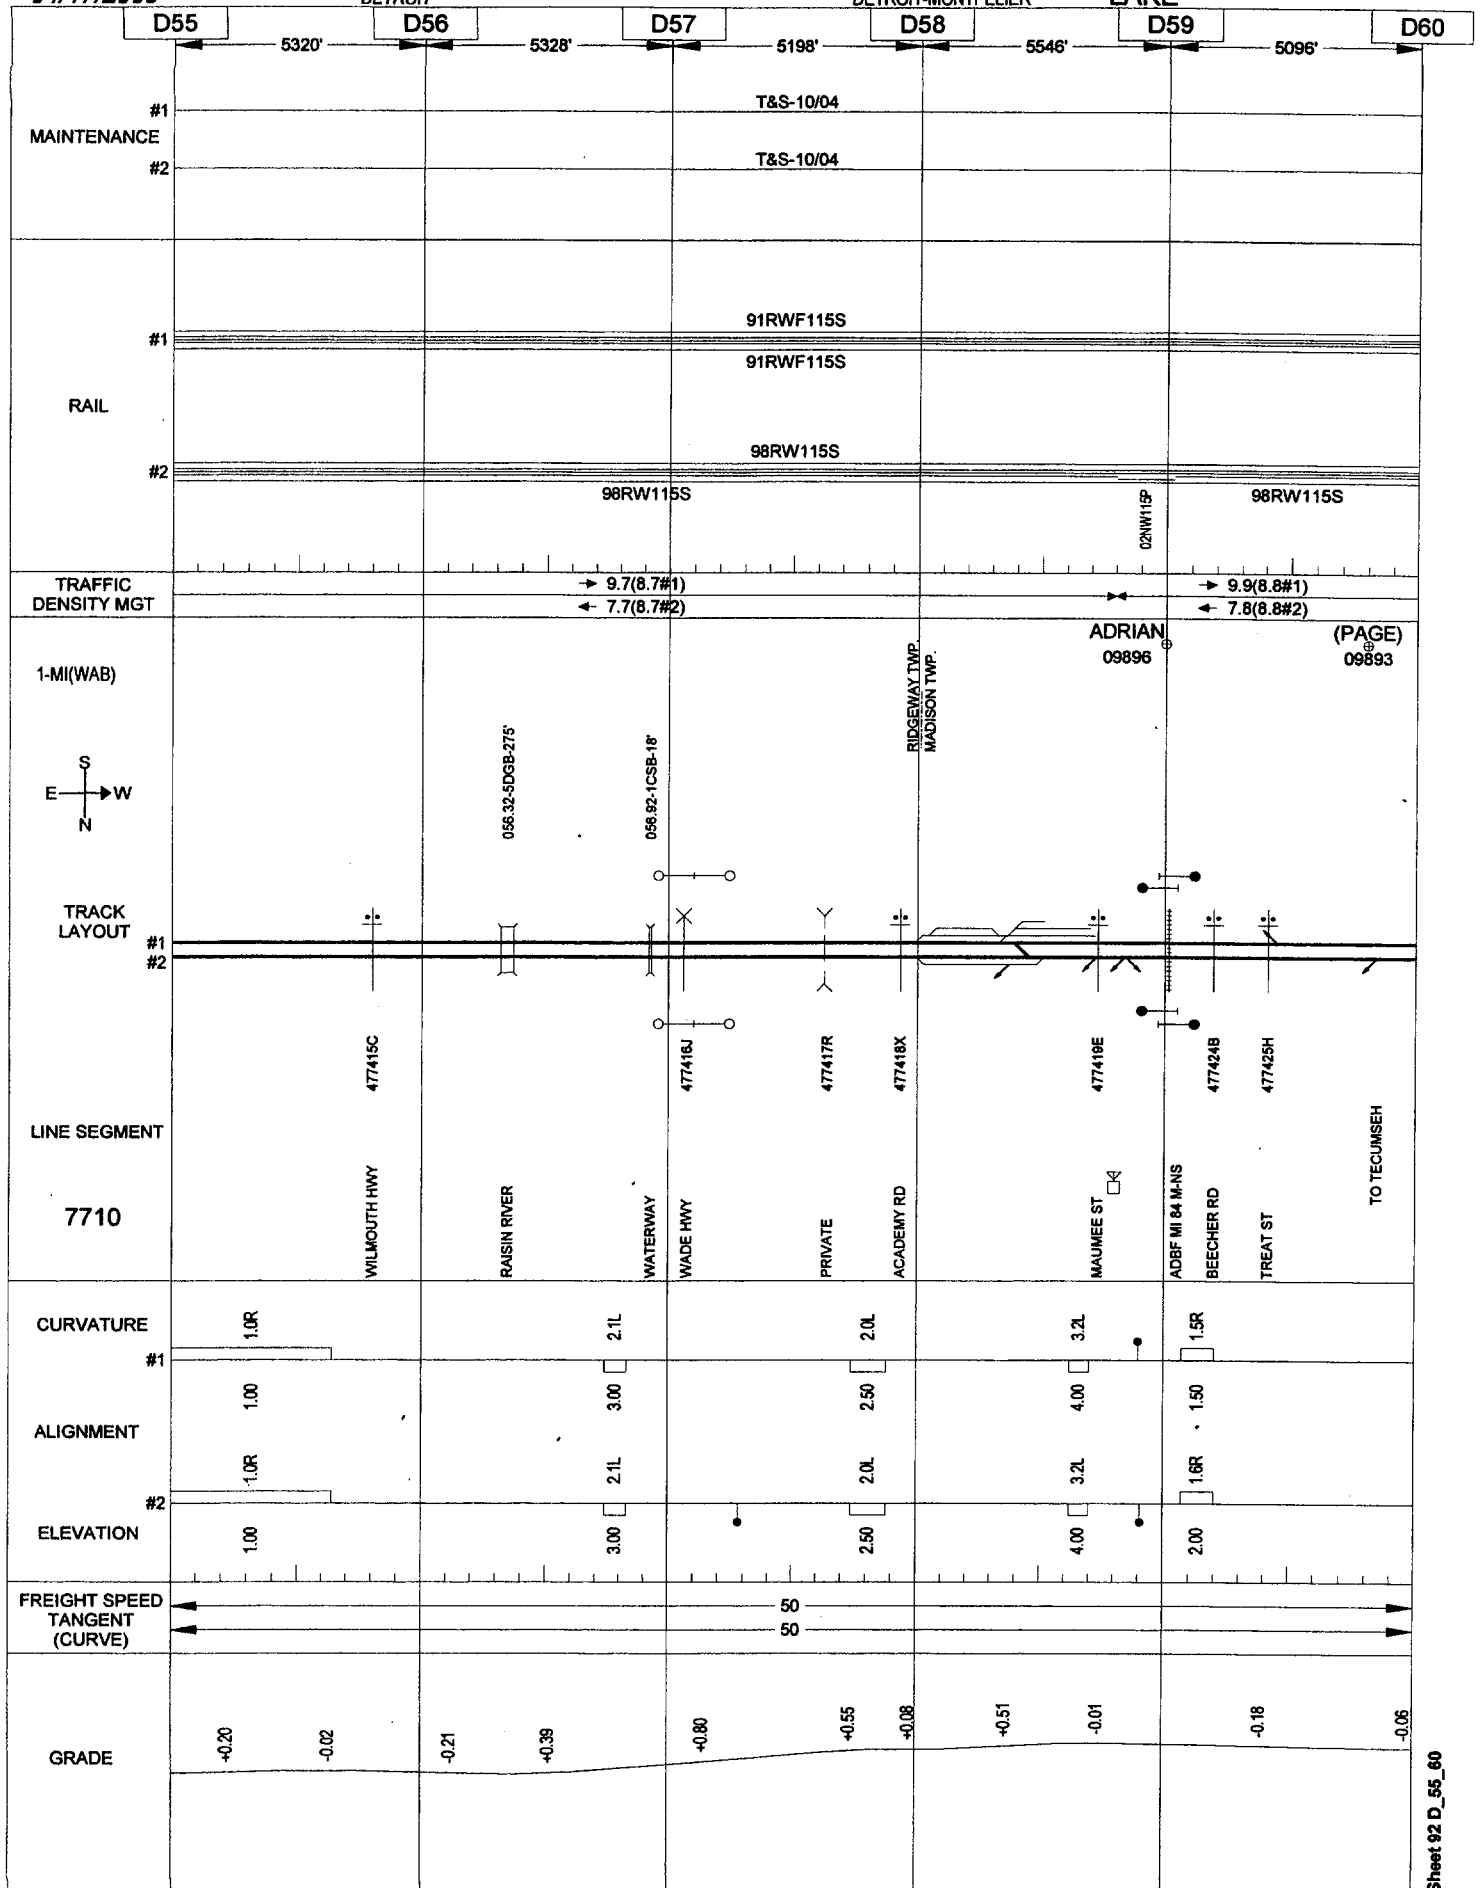 DETROIT
DETROIT-MONTPELIER
LAKE
D55 D56 D57 D58 D59 D60
5320' 5328' 5198' 5546' 5096'
MAINTENANCE
#1
T&S-10/04
#2
T&S-10/04
RAIL
#1
91RWF115S
91RWF115S
#2
98RW115S
98RW115S
02NW115P
98RW115S
TRAFFIC
DENSITY MGT
9.7(8.7#1)
7.7(8.7#2)
9.9(8.8#1)
7.8(8.8#2)
1-MI(WAB)
ADRIAN
09896
(PAGE)
09893
RIDGEWAY TWP.
MADISON TWP.
S
E W
N
056.32-5DGB-275'
056.92-1CSB-18'
TRACK
LAYOUT
#1
#2
477415C
477416J
477417R
477418X
477419E
477424B
477425H
LINE SEGMENT
7710
WILMOUTH HWY
RAISIN RIVER
WATERWAY
WADE HWY
PRIVATE
ACADEMY RD
MAUMEE ST
ADBF MI 84 M-NS
BEECHER RD
TREAT ST
TO TECUMSEH
CURVATURE
#1
1.0R 2.1L 2.0L 3.2L 1.5R
1.00 3.00 2.50 4.00 1.50
ALIGNMENT
#2
1.0R 2.1L 2.0L 3.2L 1.6R
ELEVATION
1.00 3.00 2.50 4.00 2.00
FREIGHT SPEED
TANGENT
(CURVE)
50
50
GRADE
+0.20 -0.02 -0.21 +0.39 +0.80 +0.55 +0.08 +0.51 -0.01 -0.18 -0.06
Sheet 92 D_55_60